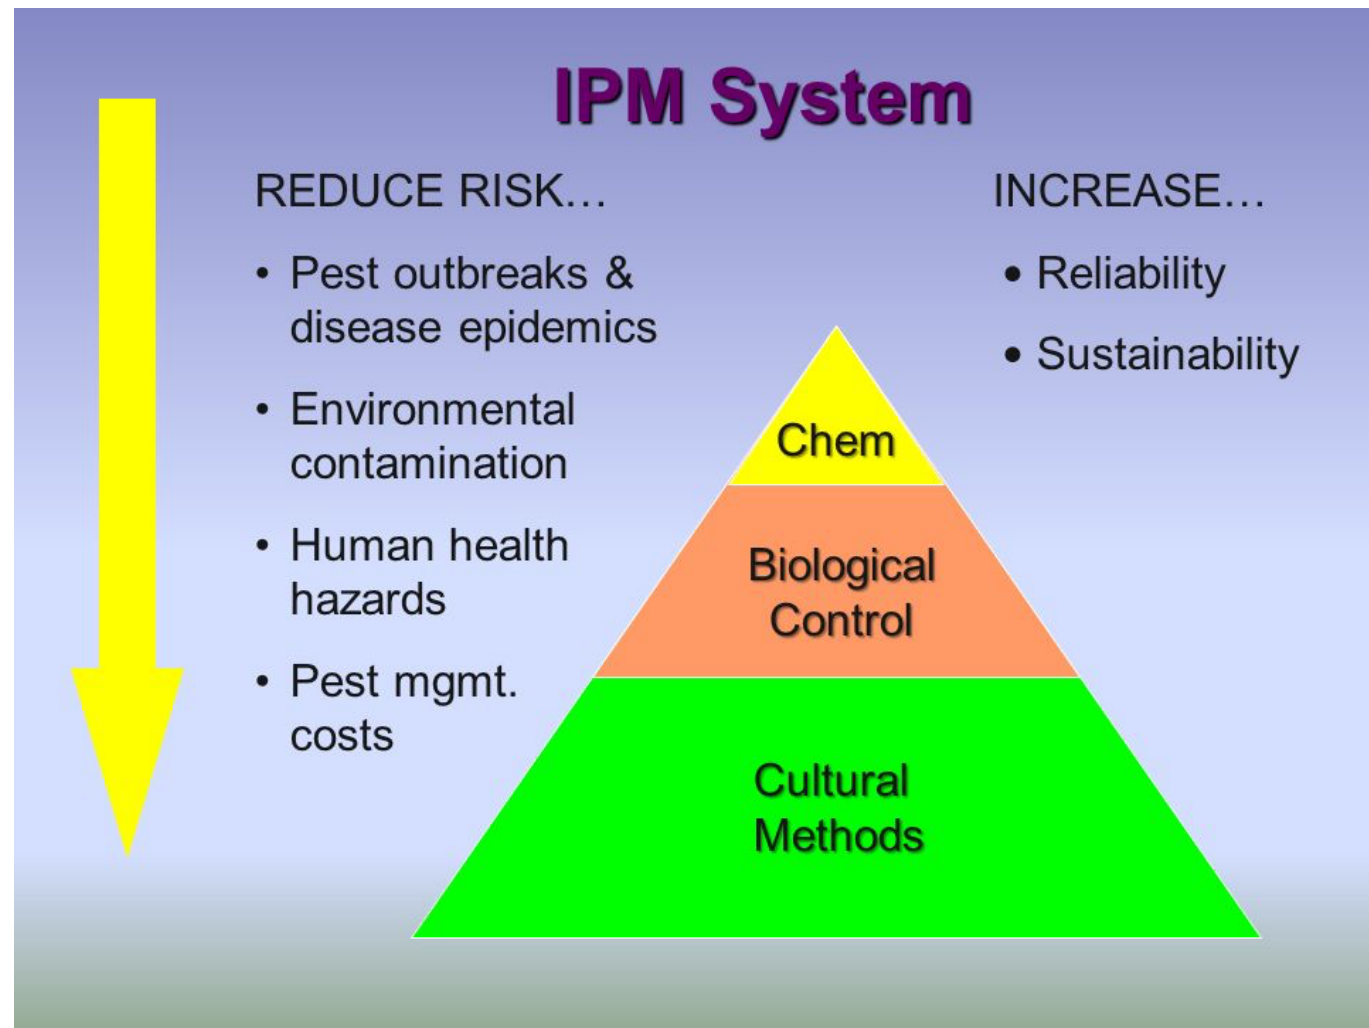 IPM System
REDUCE RISK…
• Pest outbreaks &
disease epidemics
• Environmental
contamination
• Human health
hazards
• Pest mgmt.
costs
INCREASE…
• Reliability
• Sustainability
Chem
Biological
Control
Cultural
Methods